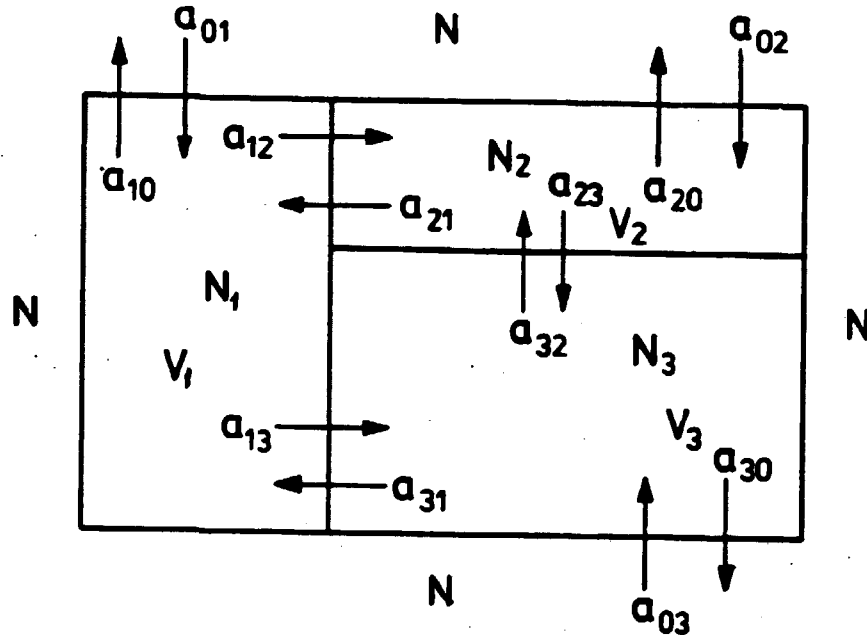 a₀₁
N
a₀₂
a₁₂
N₂
a₁₀
a₂₃
a₂₀
a₂₁
V₂
N₁
N
N
a₃₂
N₃
V₁
a₁₃
V₃
a₃₀
a₃₁
N
a₀₃